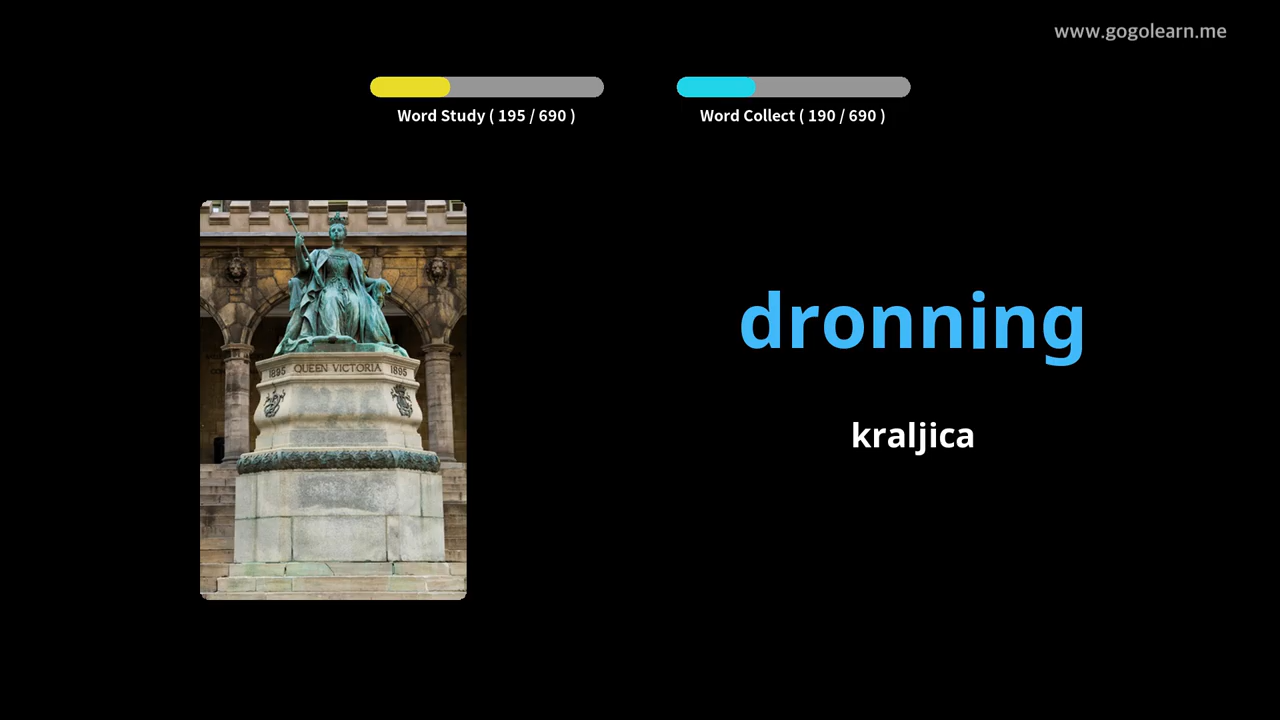 www.gogolearn.me
Word Study ( 195 / 690 )
Word Collect ( 190 / 690 )
1895 QUEEN VICTORIA 1895
dronning
kraljica